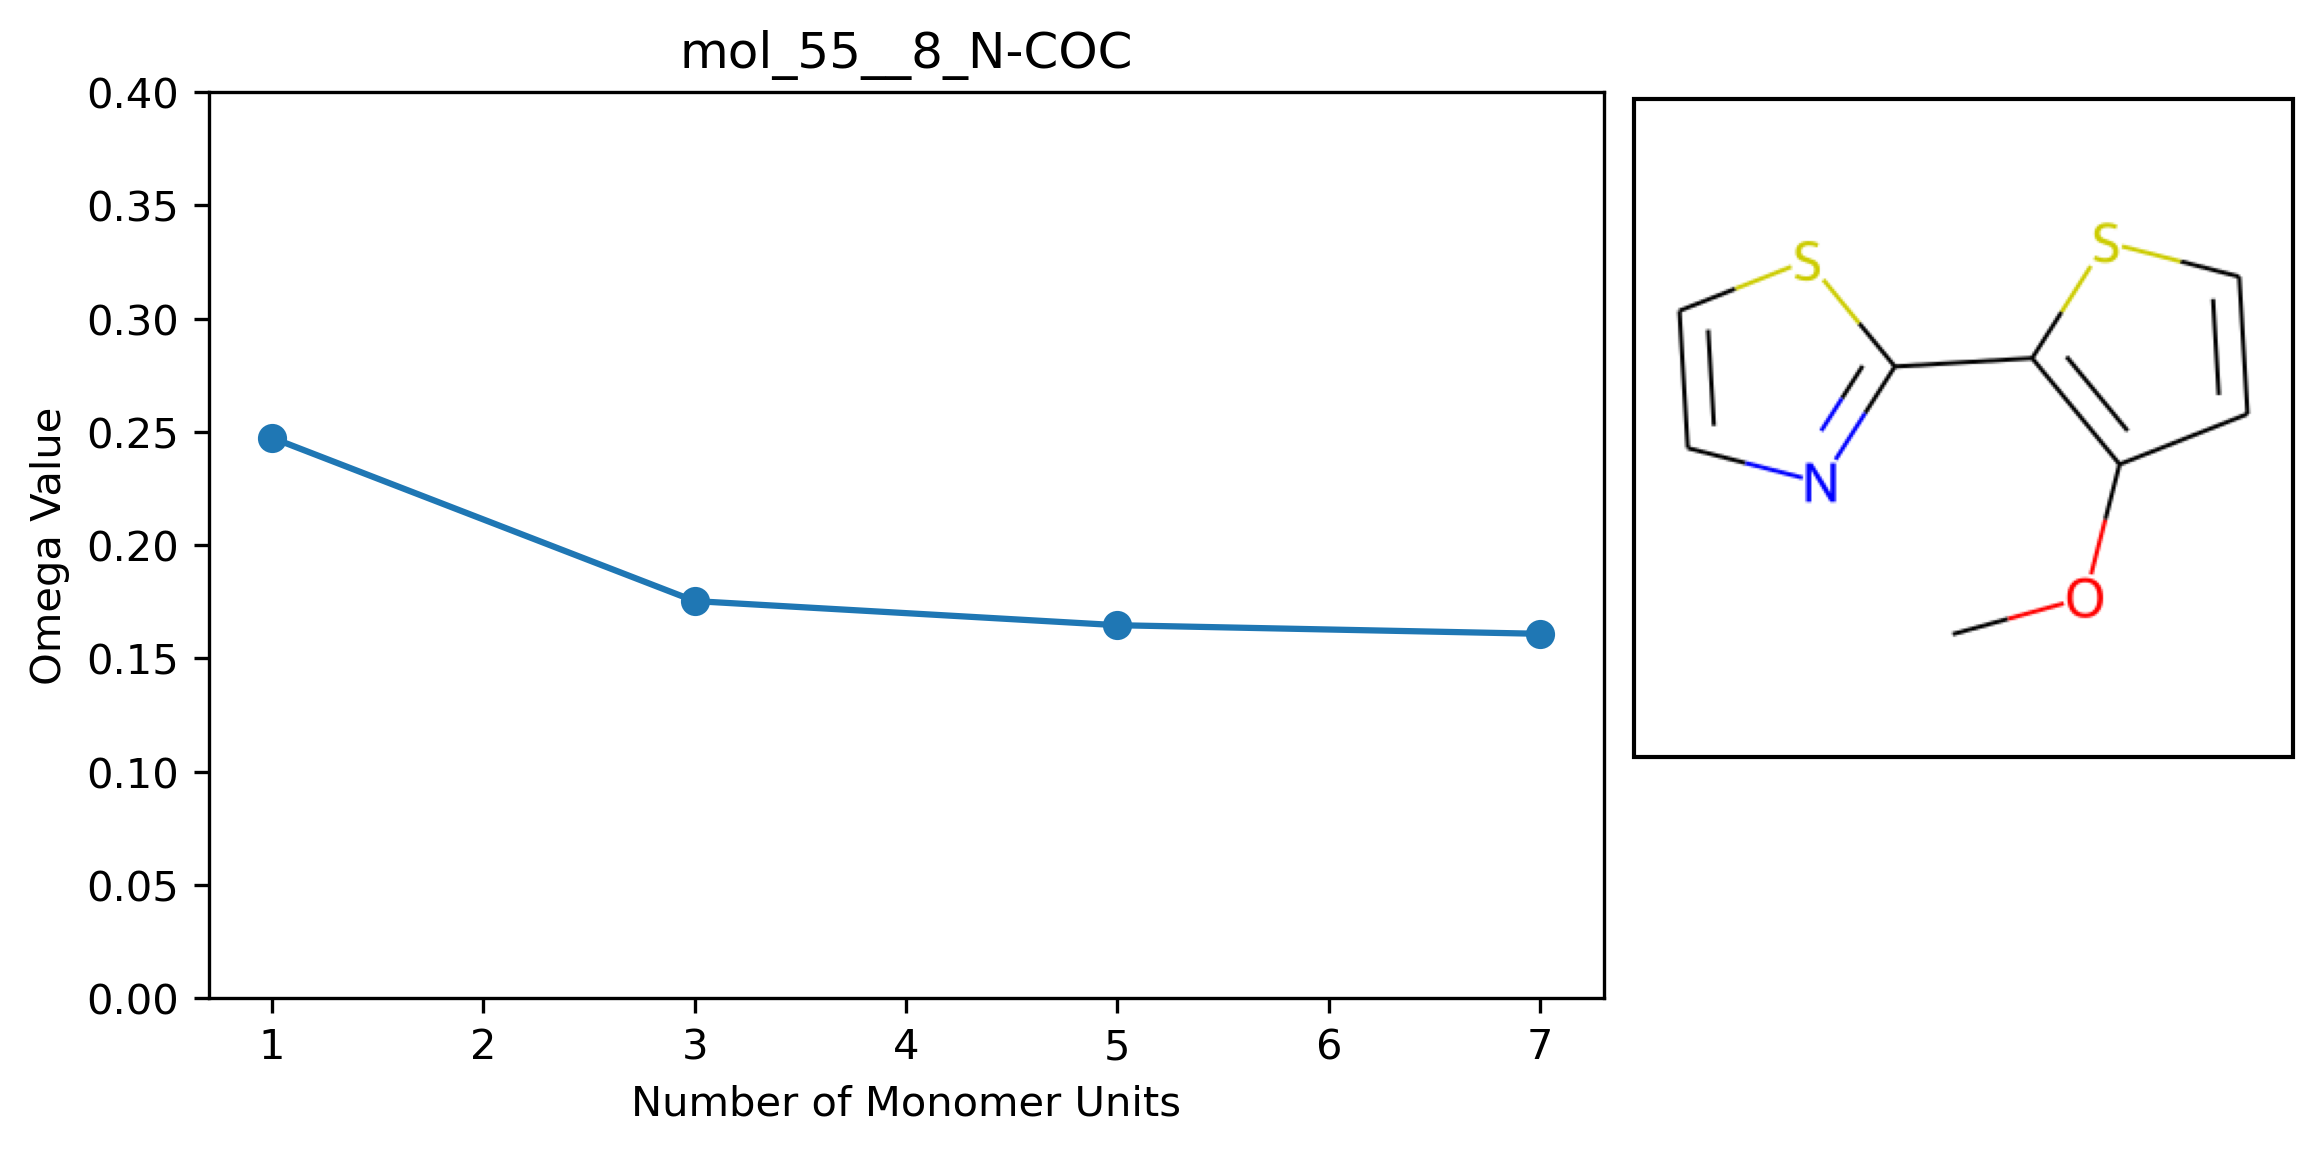 mol_55__8_N-COC
0.40
0.35
0.30
0.25
0.20
0.15
0.10
0.05
0.00
Omega Value
1 2 3 4 5 6 7
Number of Monomer Units
S
S
N
O